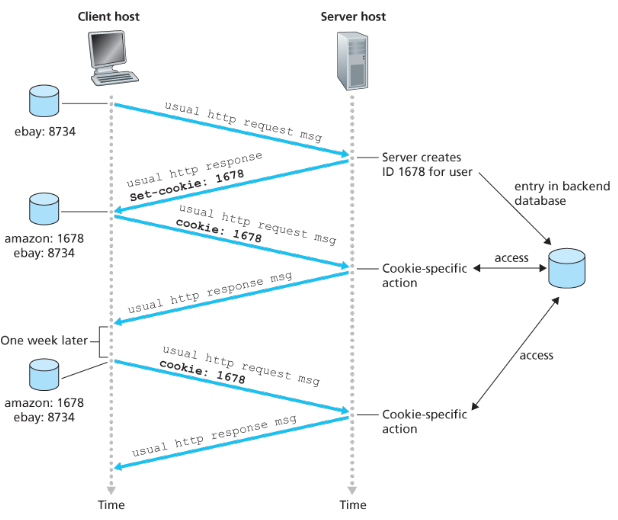 Client host
Server host
ebay: 8734
usual http request msg
Server creates
ID 1678 for user
usual http response
Set-cookie: 1678
entry in backend
database
amazon: 1678
ebay: 8734
usual http request msg
cookie: 1678
Cookie-specific
action
access
usual http response msg
One week later
usual http request msg
cookie: 1678
access
amazon: 1678
ebay: 8734
Cookie-specific
action
usual http response msg
Time
Time